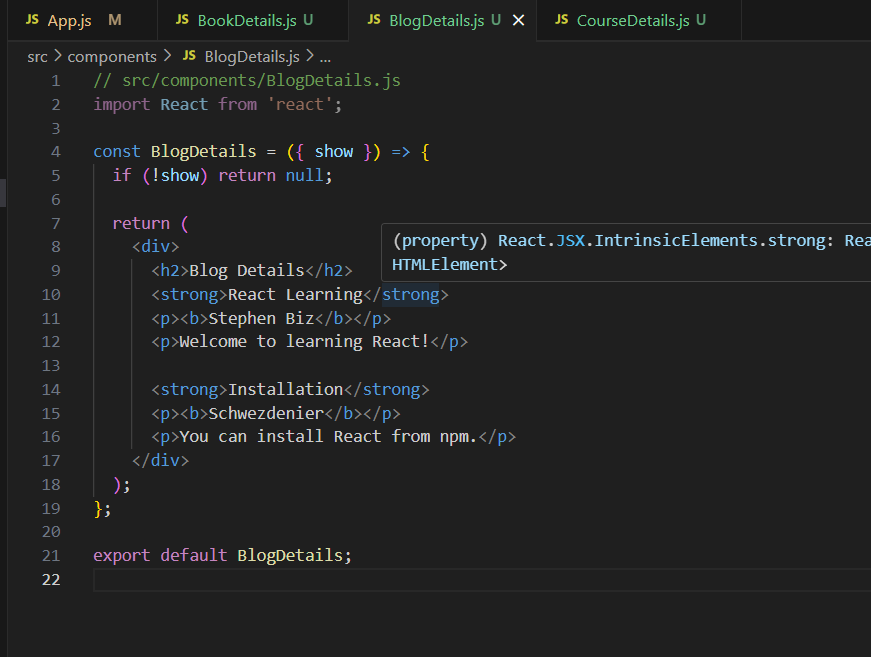 JS App.js M JS BookDetails.js U JS BlogDetails.js U × JS CourseDetails.js U
src > components > JS BlogDetails.js > ...
1 // src/components/BlogDetails.js
2 import React from 'react';
3
4 const BlogDetails = ({ show }) => {
5 if (!show) return null;
6
7 return (
(property) React.JSX.IntrinsicElements.strong: Rea
8 <div>
HTMLElement>
9 <h2>Blog Details</h2>
10 <strong>React Learning</strong>
11 <p><b>Stephen Biz</b></p>
12 <p>Welcome to learning React!</p>
13
14 <strong>Installation</strong>
15 <p><b>Schwezdenier</b></p>
16 <p>You can install React from npm.</p>
17 </div>
18 );
19 };
20
21 export default BlogDetails;
22